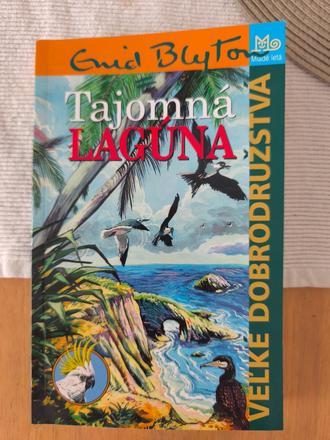 Enid Blyton
Mladé letá
Tajomná
LAGÚNA
VEĽKÉ DOBRODRUŽSTVÁ